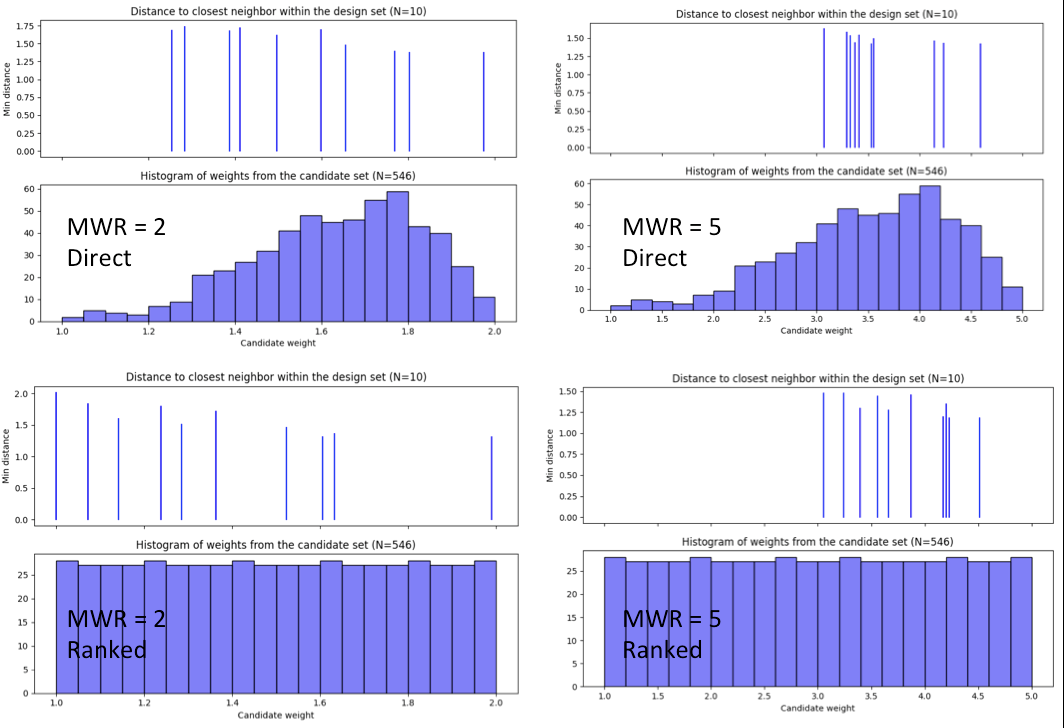 Distance to closest neighbor within the design set (N=10)
Min distance
1.75
1.50
1.25
1.00
0.75
0.50
0.25
0.00
Histogram of weights from the candidate set (N=546)
MWR = 2
Direct
60
50
40
30
20
10
0
1.0 1.2 1.4 1.6 1.8 2.0
Candidate weight
Distance to closest neighbor within the design set (N=10)
Min distance
1.50
1.25
1.00
0.75
0.50
0.25
0.00
Histogram of weights from the candidate set (N=546)
MWR = 5
Direct
60
50
40
30
20
10
0
1.0 1.5 2.0 2.5 3.0 3.5 4.0 4.5 5.0
Candidate weight
Distance to closest neighbor within the design set (N=10)
Min distance
2.0
1.5
1.0
0.5
0.0
Histogram of weights from the candidate set (N=546)
MWR = 2
Ranked
25
20
15
10
5
0
1.0 1.2 1.4 1.6 1.8 2.0
Candidate weight
Distance to closest neighbor within the design set (N=10)
Min distance
1.50
1.25
1.00
0.75
0.50
0.25
0.00
Histogram of weights from the candidate set (N=546)
MWR = 5
Ranked
25
20
15
10
5
0
1.0 1.5 2.0 2.5 3.0 3.5 4.0 4.5 5.0
Candidate weight